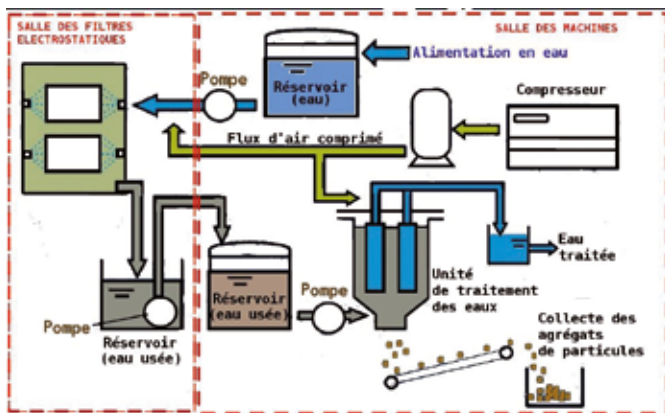 SALLE DES FILTRES
ELECTROSTATIQUES
SALLE DES MACHINES
Alimentation en eau
Pompe
Réservoir
(eau)
Compresseur
Flux d'air comprimé
Eau
traitée
Unité
de traitement
des eaux
Réservoir
(eau usée)
Pompe
Pompe
Réservoir
(eau usée)
Collecte des
agrégats
de particules